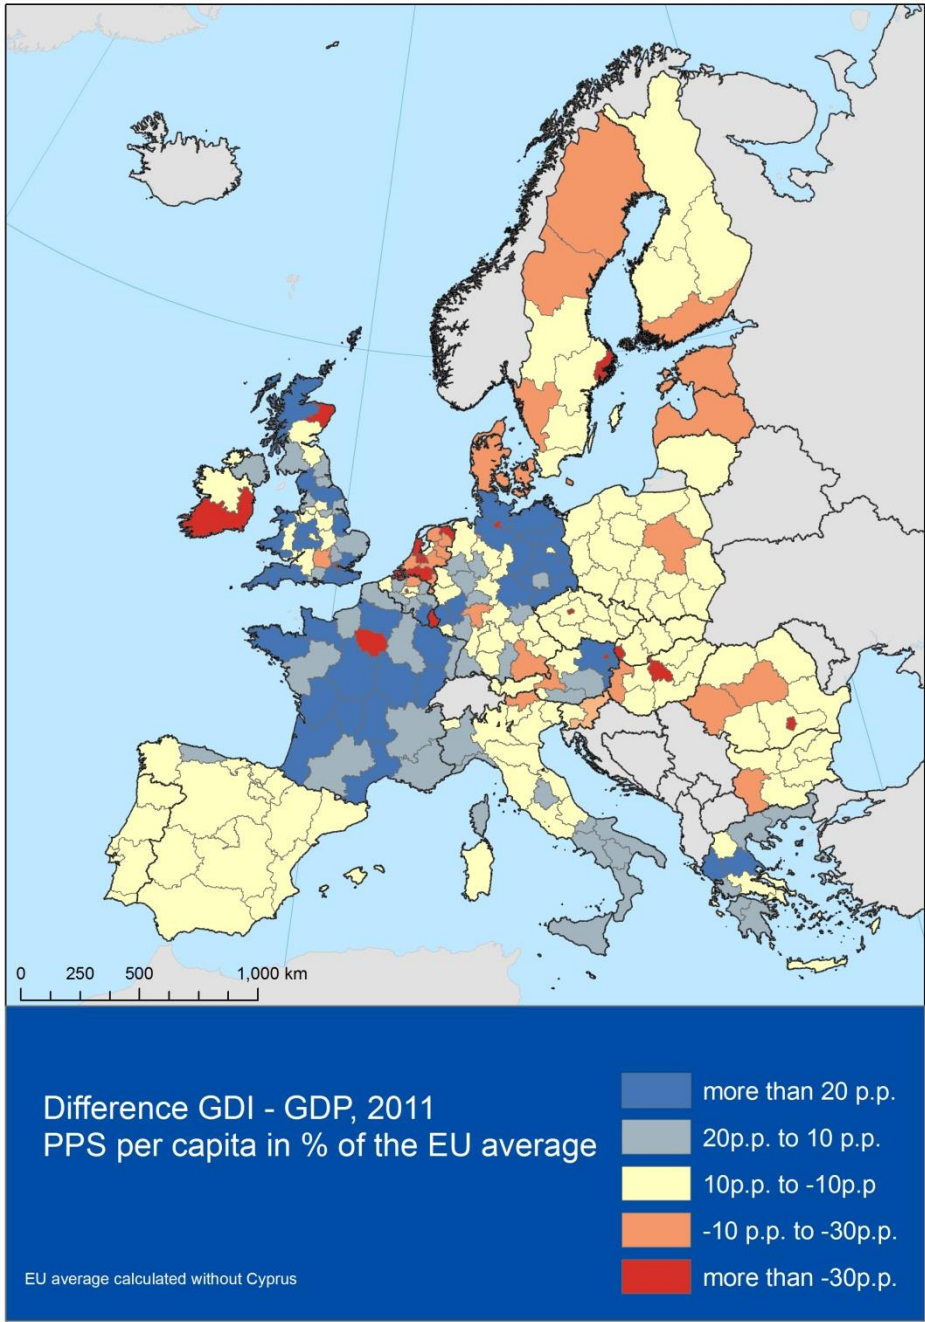 0 250 500 1,000 km
Difference GDI - GDP, 2011
PPS per capita in % of the EU average
EU average calculated without Cyprus
more than 20 p.p.
20p.p. to 10 p.p.
10p.p. to -10p.p
-10 p.p. to -30p.p.
more than -30p.p.